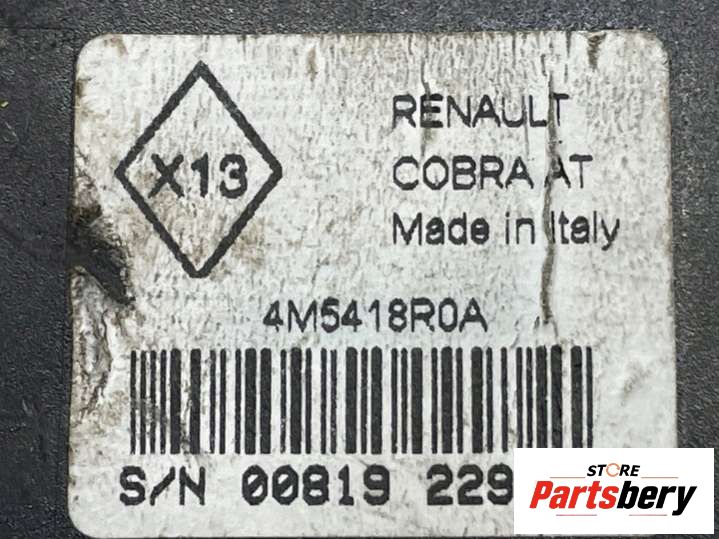 X13
RENAULT
COBRA AT
Made in Italy
4M5418R0A
S/N 00819 229
STORE
Partsbery